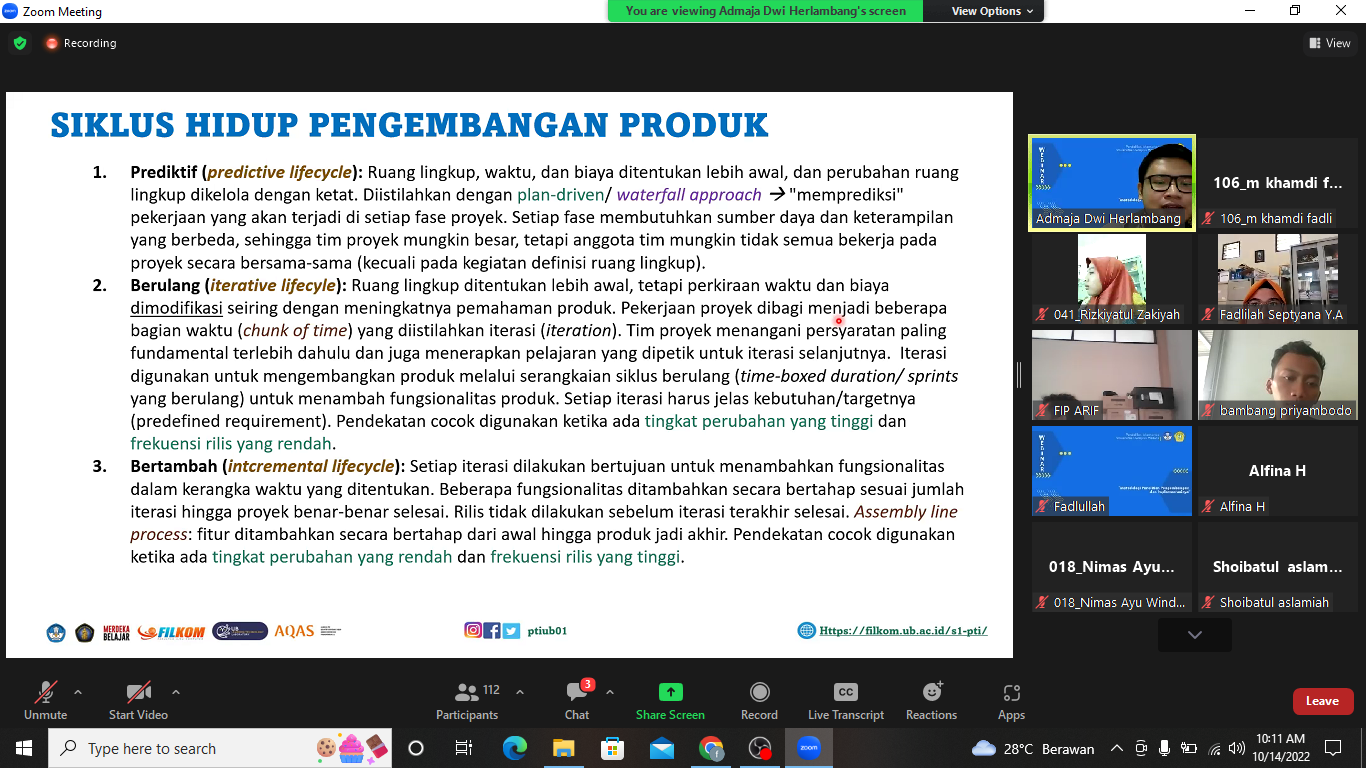 Zoom Meeting
You are viewing Admaja Dwi Herlambang's screen
View Options
Recording
View
SIKLUS HIDUP PENGEMBANGAN PRODUK
1. Prediktif (predictive lifecycle): Ruang lingkup, waktu, dan biaya ditentukan lebih awal, dan perubahan ruang
lingkup dikelola dengan ketat. Diistilahkan dengan plan-driven/ waterfall approach → "memprediksi"
pekerjaan yang akan terjadi di setiap fase proyek. Setiap fase membutuhkan sumber daya dan keterampilan
yang berbeda, sehingga tim proyek mungkin besar, tetapi anggota tim mungkin tidak semua bekerja pada
proyek secara bersama-sama (kecuali pada kegiatan definisi ruang lingkup).
2. Berulang (iterative lifecyle): Ruang lingkup ditentukan lebih awal, tetapi perkiraan waktu dan biaya
dimodifikasi seiring dengan meningkatnya pemahaman produk. Pekerjaan proyek dibagi menjadi beberapa
bagian waktu (chunk of time) yang diistilahkan iterasi (iteration). Tim proyek menangani persyaratan paling
fundamental terlebih dahulu dan juga menerapkan pelajaran yang dipetik untuk iterasi selanjutnya. Iterasi
digunakan untuk mengembangkan produk melalui serangkaian siklus berulang (time-boxed duration/ sprints
yang berulang) untuk menambah fungsionalitas produk. Setiap iterasi harus jelas kebutuhan/targetnya
(predefined requirement). Pendekatan cocok digunakan ketika ada tingkat perubahan yang tinggi dan
frekuensi rilis yang rendah.
3. Bertambah (intcremental lifecycle): Setiap iterasi dilakukan bertujuan untuk menambahkan fungsionalitas
dalam kerangka waktu yang ditentukan. Beberapa fungsionalitas ditambahkan secara bertahap sesuai jumlah
iterasi hingga proyek benar-benar selesai. Rilis tidak dilakukan sebelum iterasi terakhir selesai. Assembly line
process: fitur ditambahkan secara bertahap dari awal hingga produk jadi akhir. Pendekatan cocok digunakan
ketika ada tingkat perubahan yang rendah dan frekuensi rilis yang tinggi.
MERDEKA
BELAJAR
FILKOM
UB
AQAS
ptiub01
Https://filkom.ub.ac.id/s1-pti/
WEBINAR
Admaja Dwi Herlambang
106_m khamdi f...
106_m khamdi fadli
041_Rizkiyatul Zakiyah
Fadlilah Septyana Y.A
FIP ARIF
bambang priyambodo
WEBINAR
Fadlullah
Alfina H
Alfina H
018_Nimas Ayu...
018_Nimas Ayu Wind...
Shoibatul aslam...
Shoibatul aslamiah
Unmute
Start Video
112
Participants
3
Chat
Share Screen
Record
CC
Live Transcript
Reactions
Apps
Leave
Type here to search
zoom
28°C Berawan
10:11 AM
10/14/2022